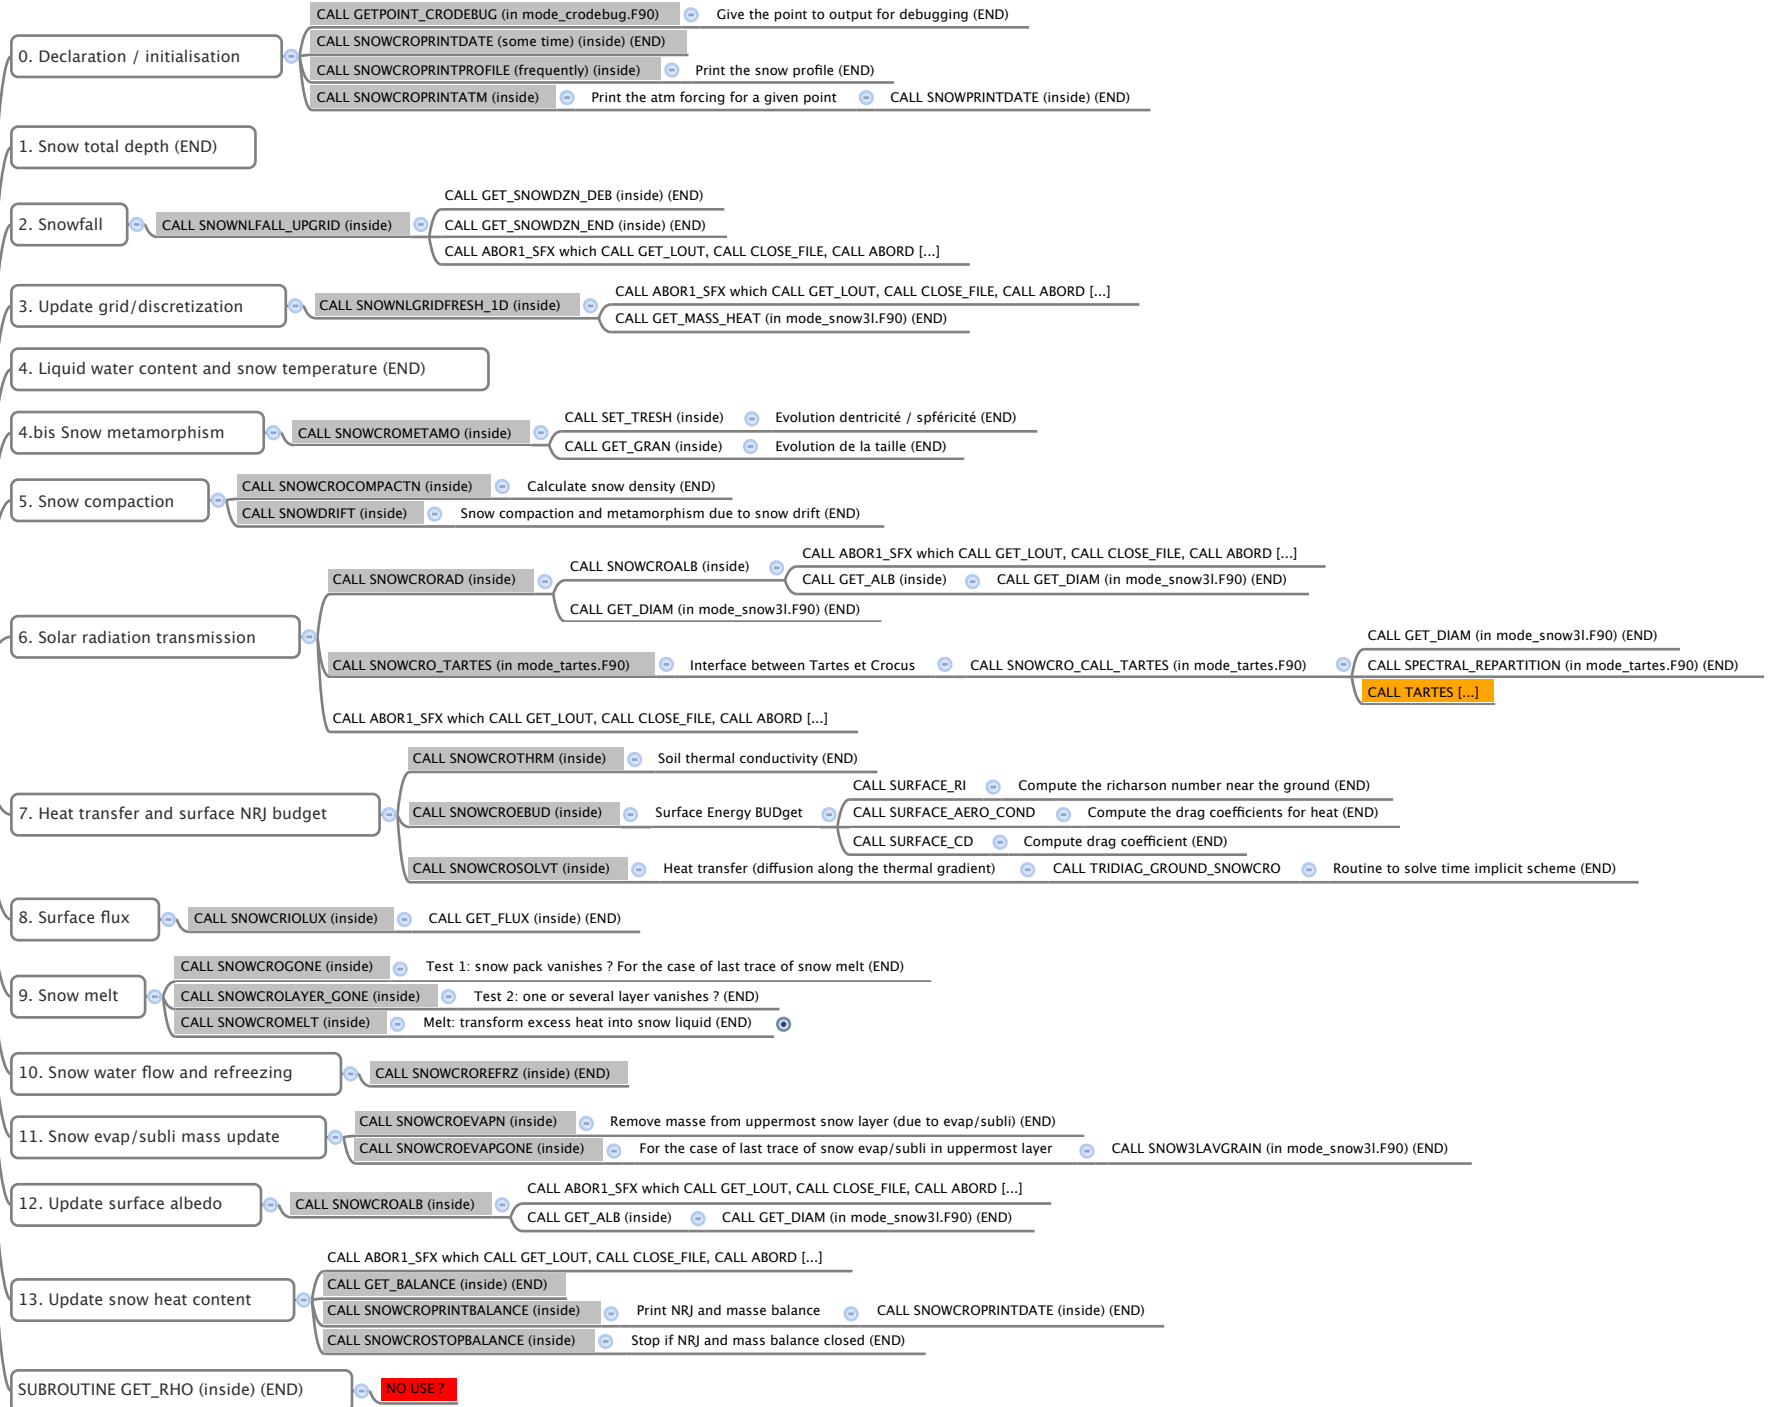 0. Declaration / initialisation
CALL GETPOINT_CRODEBUG (in mode_crodebug.F90)
Give the point to output for debugging (END)
CALL SNOWCROPRINTDATE (some time) (inside) (END)
CALL SNOWCROPRINTPROFILE (frequently) (inside)
Print the snow profile (END)
CALL SNOWCROPRINTATM (inside)
Print the atm forcing for a given point
CALL SNOWPRINTDATE (inside) (END)
1. Snow total depth (END)
2. Snowfall
CALL SNOWNLFALL_UPGRID (inside)
CALL GET_SNOWDZN_DEB (inside) (END)
CALL GET_SNOWDZN_END (inside) (END)
CALL ABOR1_SFX which CALL GET_LOUT, CALL CLOSE_FILE, CALL ABORD [...]
3. Update grid/discretization
CALL SNOWNLGRIDFRESH_1D (inside)
CALL ABOR1_SFX which CALL GET_LOUT, CALL CLOSE_FILE, CALL ABORD [...]
CALL GET_MASS_HEAT (in mode_snow3l.F90) (END)
4. Liquid water content and snow temperature (END)
4.bis Snow metamorphism
CALL SNOWCROMETAMO (inside)
CALL SET_TRESH (inside)
Evolution dentricité / spféricité (END)
CALL GET_GRAN (inside)
Evolution de la taille (END)
5. Snow compaction
CALL SNOWCROCOMPACTN (inside)
Calculate snow density (END)
CALL SNOWDRIFT (inside)
Snow compaction and metamorphism due to snow drift (END)
6. Solar radiation transmission
CALL SNOWCRORAD (inside)
CALL SNOWCROALB (inside)
CALL ABOR1_SFX which CALL GET_LOUT, CALL CLOSE_FILE, CALL ABORD [...]
CALL GET_ALB (inside)
CALL GET_DIAM (in mode_snow3l.F90) (END)
CALL GET_DIAM (in mode_snow3l.F90) (END)
CALL SNOWCRO_TARTES (in mode_tartes.F90)
Interface between Tartes et Crocus
CALL SNOWCRO_CALL_TARTES (in mode_tartes.F90)
CALL GET_DIAM (in mode_snow3l.F90) (END)
CALL SPECTRAL_REPARTITION (in mode_tartes.F90) (END)
CALL TARTES [...]
CALL ABOR1_SFX which CALL GET_LOUT, CALL CLOSE_FILE, CALL ABORD [...]
7. Heat transfer and surface NRJ budget
CALL SNOWCROTHRM (inside)
Soil thermal conductivity (END)
CALL SNOWCROEBUD (inside)
Surface Energy BUDget
CALL SURFACE_RI
Compute the richarson number near the ground (END)
CALL SURFACE_AERO_COND
Compute the drag coefficients for heat (END)
CALL SURFACE_CD
Compute drag coefficient (END)
CALL SNOWCROSOLVT (inside)
Heat transfer (diffusion along the thermal gradient)
CALL TRIDIAG_GROUND_SNOWCRO
Routine to solve time implicit scheme (END)
8. Surface flux
CALL SNOWCRIOLUX (inside)
CALL GET_FLUX (inside) (END)
9. Snow melt
CALL SNOWCROGONE (inside)
Test 1: snow pack vanishes ? For the case of last trace of snow melt (END)
CALL SNOWCROLAYER_GONE (inside)
Test 2: one or several layer vanishes ? (END)
CALL SNOWCROMELT (inside)
Melt: transform excess heat into snow liquid (END)
10. Snow water flow and refreezing
CALL SNOWCROREFRZ (inside) (END)
11. Snow evap/subli mass update
CALL SNOWCROEVAPN (inside)
Remove masse from uppermost snow layer (due to evap/subli) (END)
CALL SNOWCROEVAPGONE (inside)
For the case of last trace of snow evap/subli in uppermost layer
CALL SNOW3LAVGRAIN (in mode_snow3l.F90) (END)
12. Update surface albedo
CALL SNOWCROALB (inside)
CALL ABOR1_SFX which CALL GET_LOUT, CALL CLOSE_FILE, CALL ABORD [...]
CALL GET_ALB (inside)
CALL GET_DIAM (in mode_snow3l.F90) (END)
13. Update snow heat content
CALL ABOR1_SFX which CALL GET_LOUT, CALL CLOSE_FILE, CALL ABORD [...]
CALL GET_BALANCE (inside) (END)
CALL SNOWCROPRINTBALANCE (inside)
Print NRJ and masse balance
CALL SNOWCROPRINTDATE (inside) (END)
CALL SNOWCROSTOPBALANCE (inside)
Stop if NRJ and mass balance closed (END)
SUBROUTINE GET_RHO (inside) (END)
NO USE ?